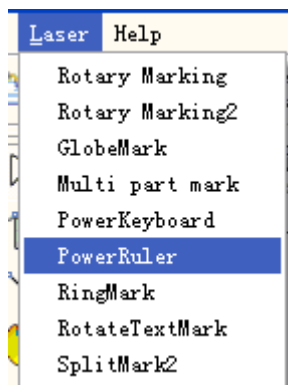 Laser Help
Rotary Marking
Rotary Marking2
GlobeMark
Multi part mark
PowerKeyboard
PowerRuler
RingMark
RotateTextMark
SplitMark2